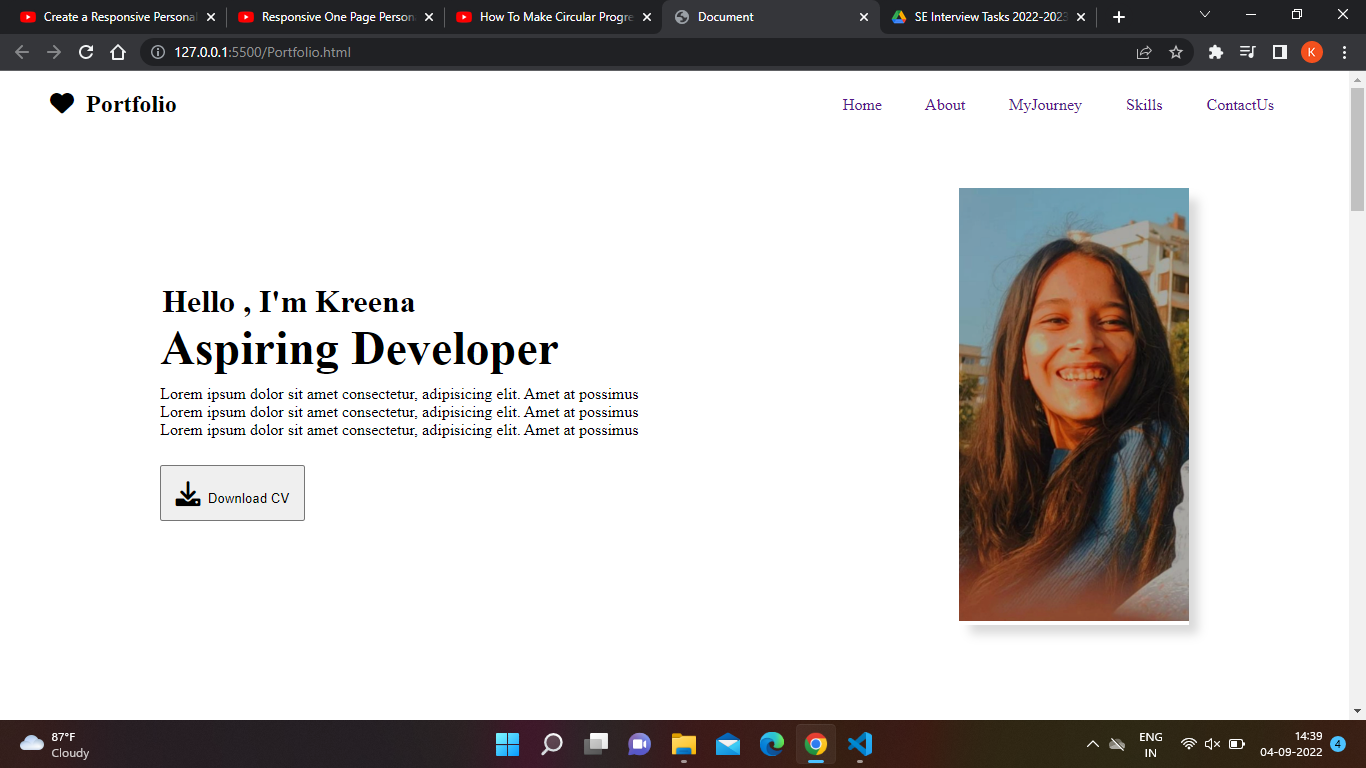 Create a Responsive Personal
Responsive One Page Person
How To Make Circular Progre
Document
SE Interview Tasks 2022-2023
127.0.0.1:5500/Portfolio.html
K
Portfolio
Home
About
MyJourney
Skills
ContactUs
Hello , I'm Kreena
Aspiring Developer
Lorem ipsum dolor sit amet consectetur, adipisicing elit. Amet at possimus
Lorem ipsum dolor sit amet consectetur, adipisicing elit. Amet at possimus
Lorem ipsum dolor sit amet consectetur, adipisicing elit. Amet at possimus
Download CV
87°F
Cloudy
ENG
IN
14:39
04-09-2022
4